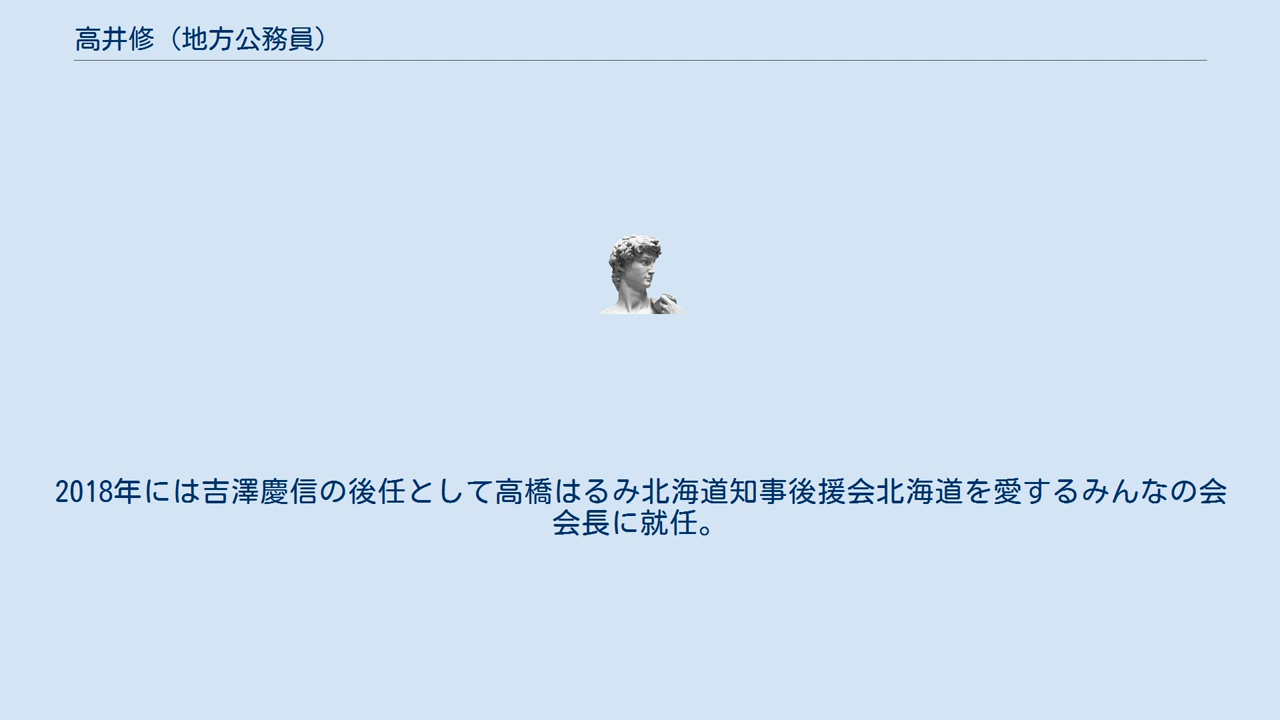 高井修（地方公務員）
2018年には吉澤慶信の後任として高橋はるみ北海道知事後援会北海道を愛するみんなの会
会長に就任。